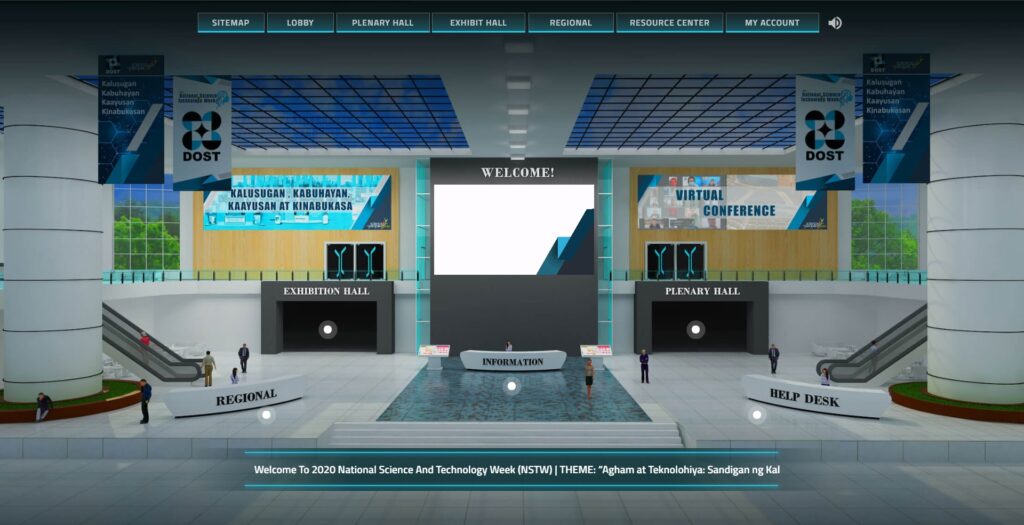 SITEMAP
LOBBY
PLENARY HALL
EXHIBIT HALL
REGIONAL
RESOURCE CENTER
MY ACCOUNT
DOST
Kalusugan
Kabuhayan
Kaayusan
Kinabukasan
National Science
Technology Week
DOST
WELCOME!
National Science
Technology Week
DOST
Kalusugan
Kabuhayan
Kaayusan
Kinabukasan
KALUSUGAN , KABUHAYAN,
KAAYUSAN AT KINABUKASA
VIRTUAL
CONFERENCE
EXHIBITION HALL
PLENARY HALL
INFORMATION
REGIONAL
HELP DESK
Welcome To 2020 National Science And Technology Week (NSTW) | THEME: “Agham at Teknolohiya: Sandigan ng Kal